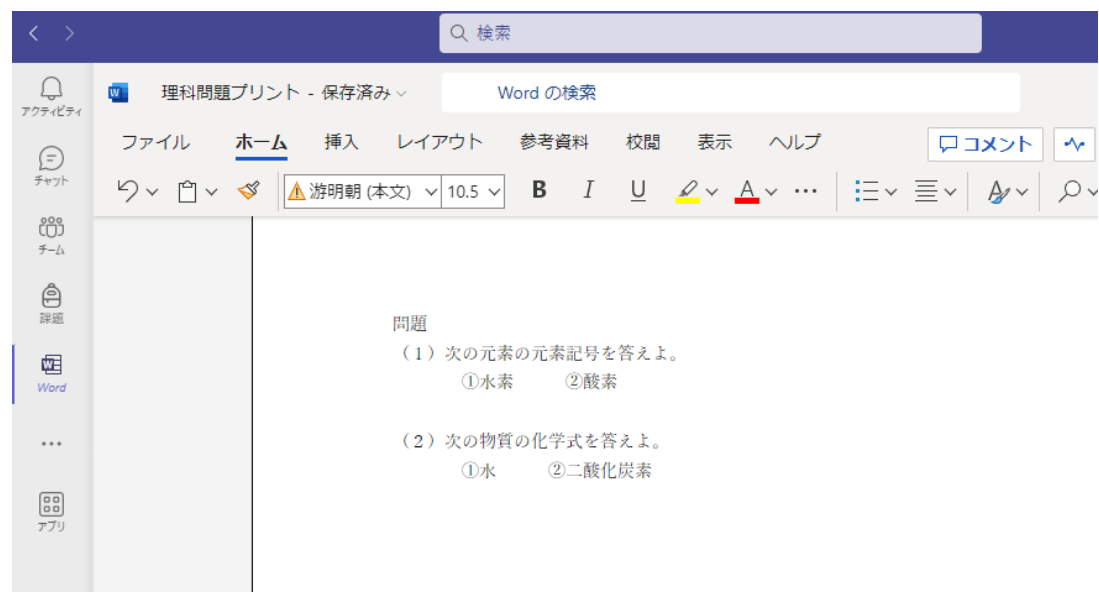 検索
アクティビティ
チャット
チーム
課題
Word
アプリ
理科問題プリント - 保存済み
Word の検索
ファイル ホーム 挿入 レイアウト 参考資料 校閲 表示 ヘルプ コメント
游明朝 (本文) 10.5 B I U A
問題
（1）次の元素の元素記号を答えよ。
①水素 ②酸素
（2）次の物質の化学式を答えよ。
①水 ②二酸化炭素